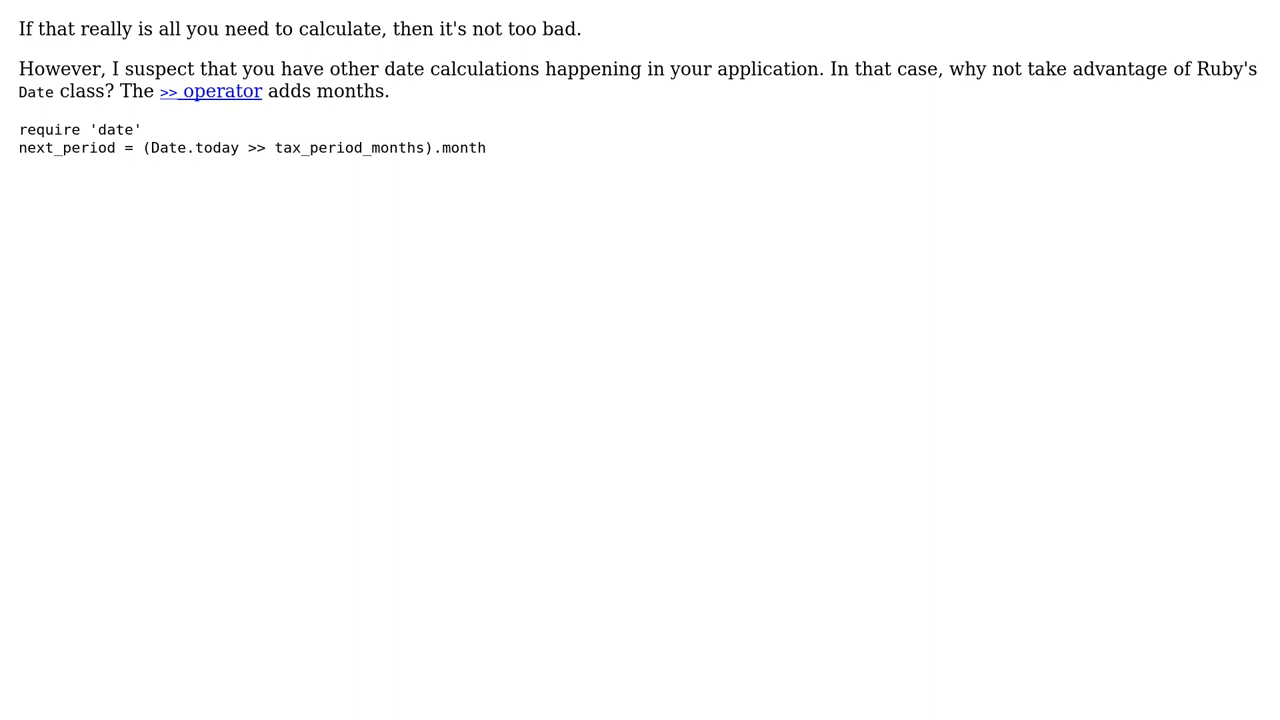 If that really is all you need to calculate, then it's not too bad.
However, I suspect that you have other date calculations happening in your application. In that case, why not take advantage of Ruby's
Date class? The >> operator adds months.
require 'date'
next_period = (Date.today >> tax_period_months).month